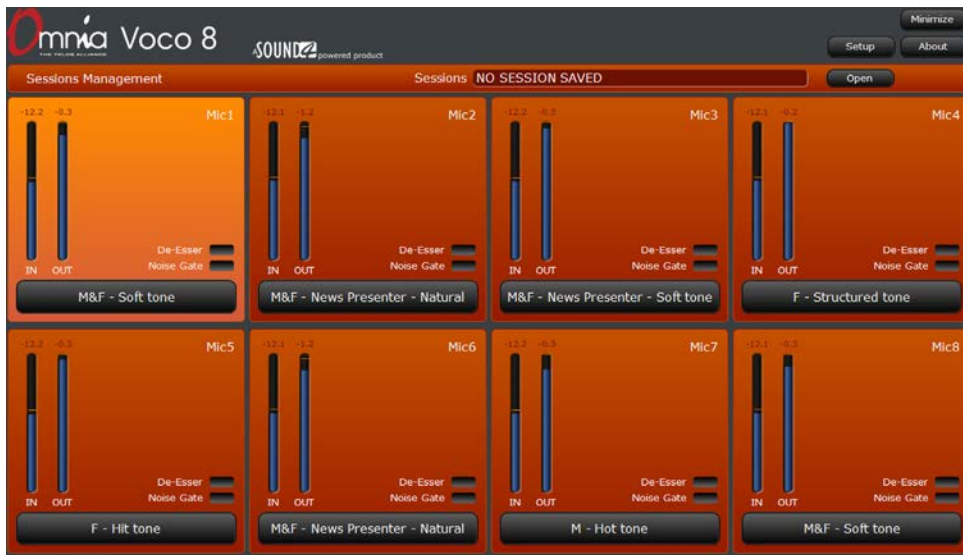 Omnia Voco 8
THE TELOS ALLIANCE
A SOUND4 powered product
Minimize
Setup About
Sessions Management Sessions NO SESSION SAVED Open
-12.2 -0.3 Mic1
De-Esser
Noise Gate
IN OUT
M&F - Soft tone
-12.1 -1.2 Mic2
De-Esser
Noise Gate
IN OUT
M&F - News Presenter - Natural
-12.2 -0.3 Mic3
De-Esser
Noise Gate
IN OUT
M&F - News Presenter - Soft tone
-12.1 -0.2 Mic4
De-Esser
Noise Gate
IN OUT
F - Structured tone
-12.2 -0.3 Mic5
De-Esser
Noise Gate
IN OUT
F - Hit tone
-12.1 -1.2 Mic6
De-Esser
Noise Gate
IN OUT
M&F - News Presenter - Natural
-12.2 -0.3 Mic7
De-Esser
Noise Gate
IN OUT
M - Hot tone
-12.1 -0.3 Mic8
De-Esser
Noise Gate
IN OUT
M&F - Soft tone